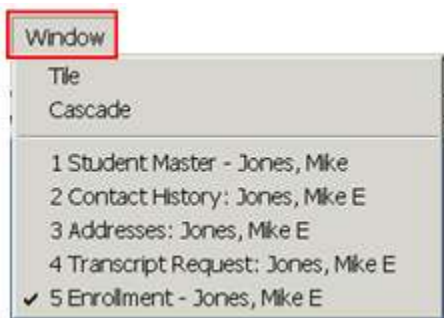 Window
Tile
Cascade
1 Student Master - Jones, Mike
2 Contact History: Jones, Mike E
3 Addresses: Jones, Mike E
4 Transcript Request: Jones, Mike E
5 Enrollment - Jones, Mike E